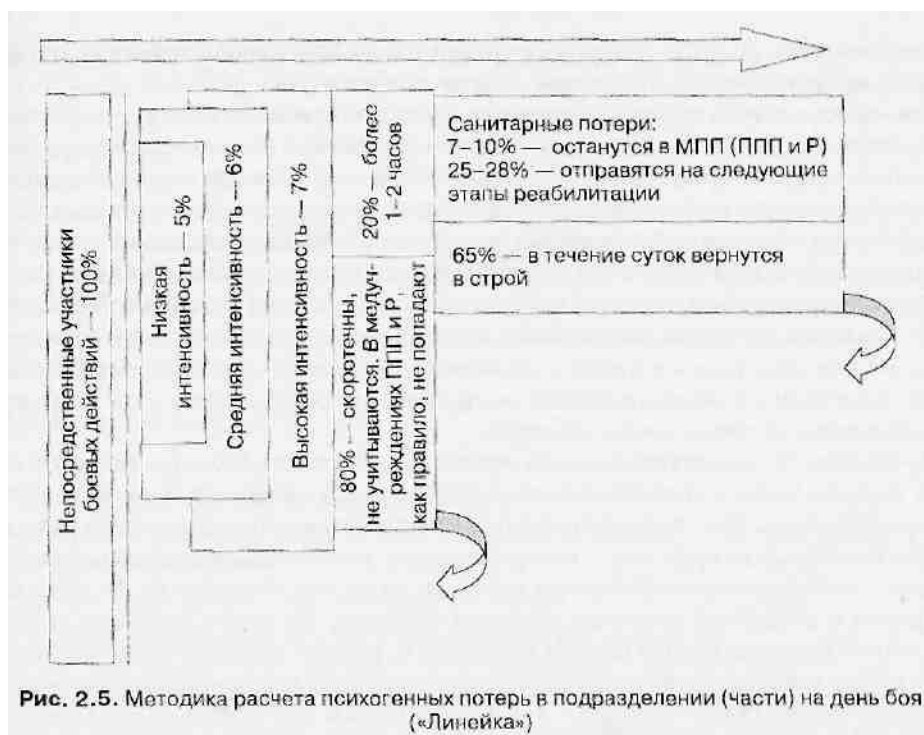 Непосредственные участники
боевых действий — 100%
Низкая
интенсивность — 5%
Средняя интенсивность — 6%
Высокая интенсивность — 7%
20% — более
1–2 часов
80% — скоротечны,
не учитываются. В медуч-
реждениях ППП и Р,
как правило, не попадают
Санитарные потери:
7–10% — останутся в МПП (ППП и Р)
25–28% — отправятся на следующие
этапы реабилитации
65% — в течение суток вернутся
в строй
Рис. 2.5. Методика расчета психогенных потерь в подразделении (части) на день боя
(«Линейка»)